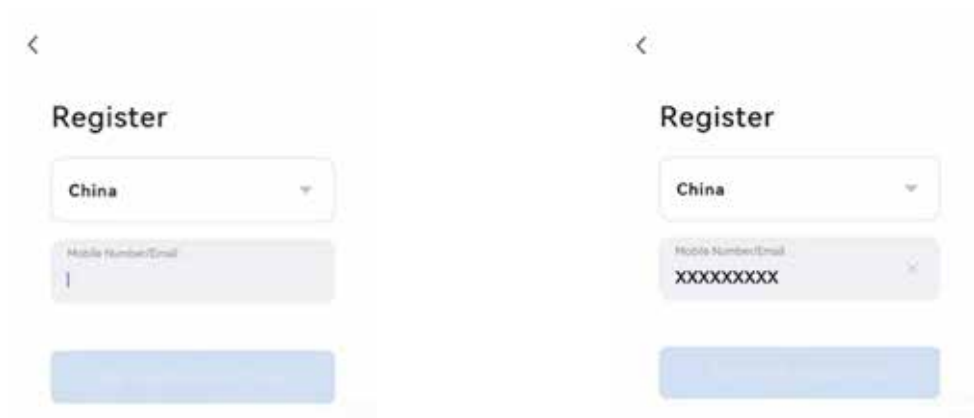 Register
China
Mobile Number/Email
Register
China
Mobile Number/Email
XXXXXXXXX